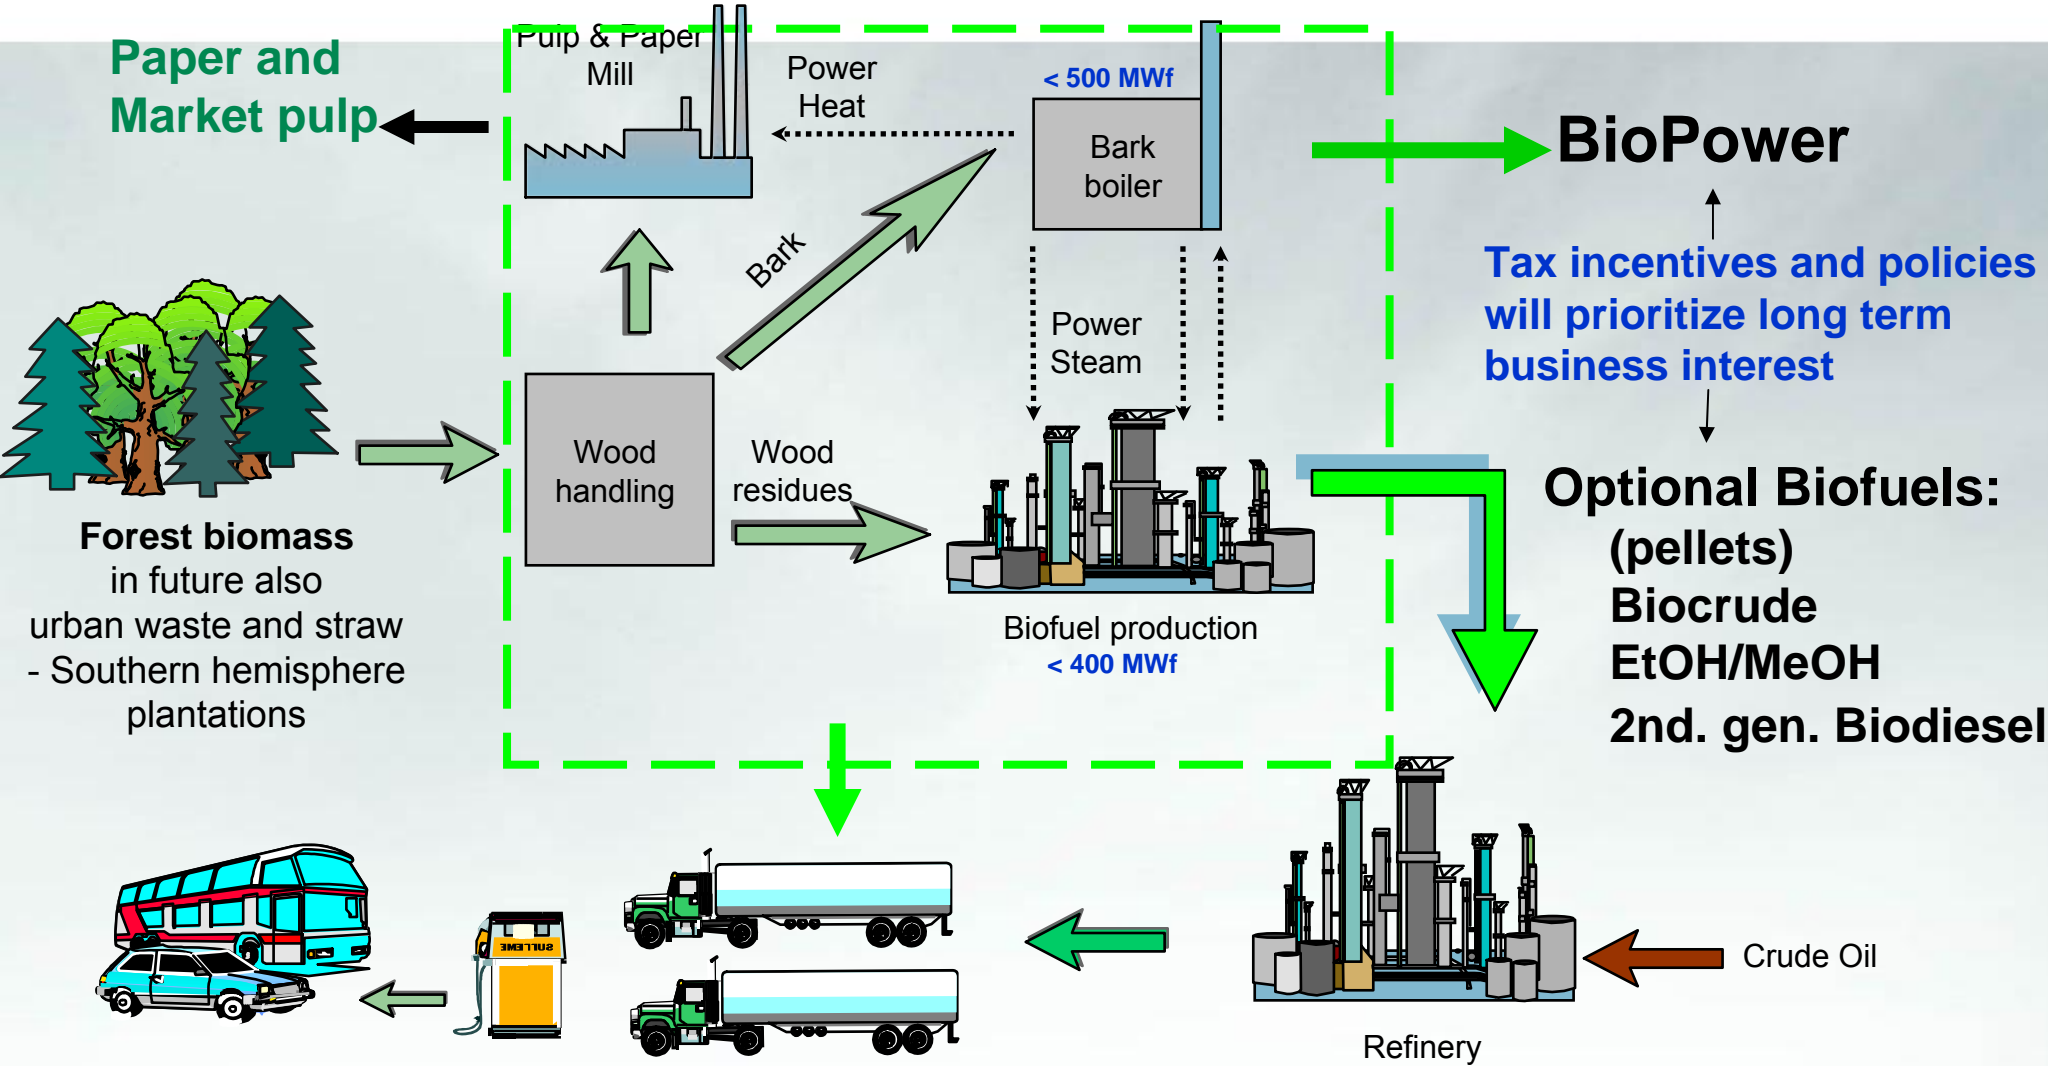 Paper and
Market pulp
Pulp & Paper
Mill
Power
Heat
< 500 MWf
Bark
boiler
BioPower
Tax incentives and policies
will prioritize long term
business interest
Bark
Power
Steam
Wood
handling
Wood
residues
Forest biomass
in future also
urban waste and straw
- Southern hemisphere
plantations
Biofuel production
< 400 MWf
Optional Biofuels:
(pellets)
Biocrude
EtOH/MeOH
2nd. gen. Biodiesel
Crude Oil
Refinery